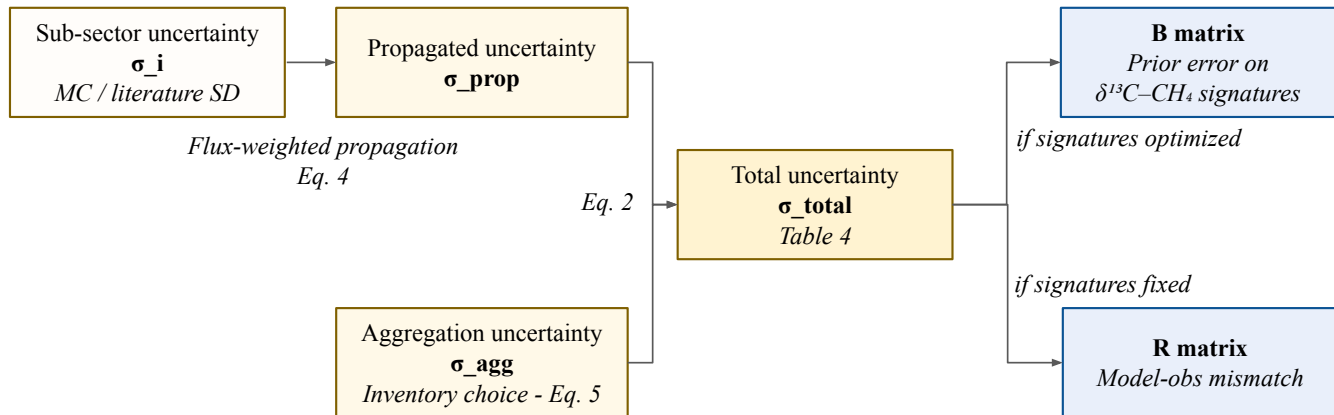 Sub-sector uncertainty
σ_i
MC / literature SD
Propagated uncertainty
σ_prop
Flux-weighted propagation
Eq. 4
Eq. 2
Aggregation uncertainty
σ_agg
Inventory choice - Eq. 5
Total uncertainty
σ_total
Table 4
if signatures optimized
if signatures fixed
B matrix
Prior error on
δ¹³C–CH₄ signatures
R matrix
Model-obs mismatch